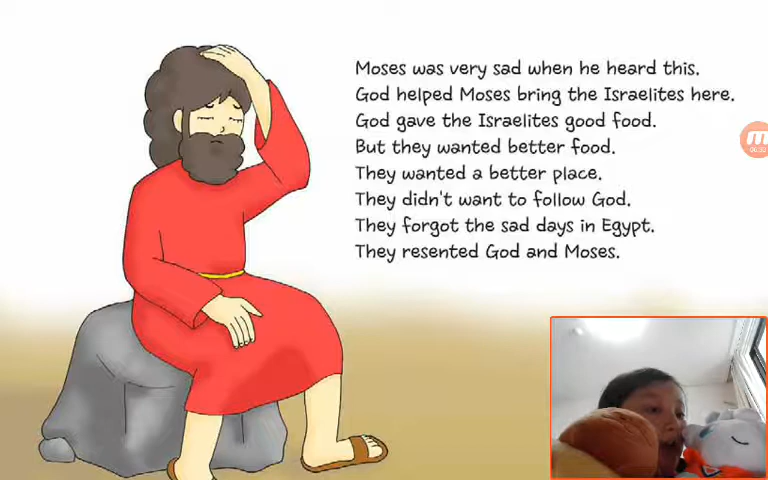 Moses was very sad when he heard this.
God helped Moses bring the Israelites here.
God gave the Israelites good food.
But they wanted better food.
They wanted a better place.
They didn't want to follow God.
They forgot the sad days in Egypt.
They resented God and Moses.